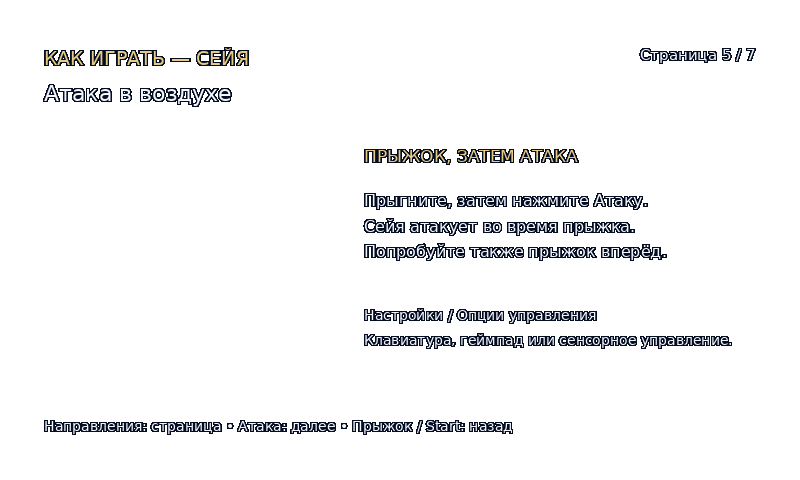 КАК ИГРАТЬ — СЕЙЯ
Страница 5 / 7
Атака в воздухе
ПРЫЖОК, ЗАТЕМ АТАКА
Прыгните, затем нажмите Атаку.
Сейя атакует во время прыжка.
Попробуйте также прыжок вперёд.
Настройки / Опции управления
Клавиатура, геймпад или сенсорное управление.
Направления: страница • Атака: далее • Прыжок / Start: назад